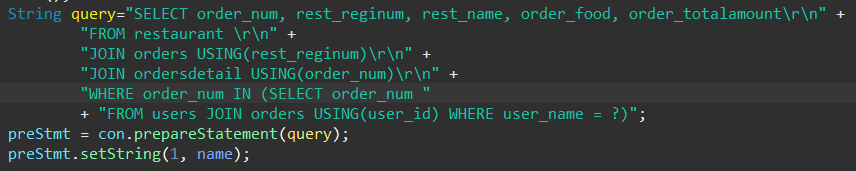 String query="SELECT order_num, rest_reginum, rest_name, order_food, order_totalamount\r\n" +
"FROM restaurant \r\n" +
"JOIN orders USING(rest_reginum)\r\n" +
"JOIN ordersdetail USING(order_num)\r\n" +
"WHERE order_num IN (SELECT order_num "
+ "FROM users JOIN orders USING(user_id) WHERE user_name = ?)";
preStmt = con.prepareStatement(query);
preStmt.setString(1, name);